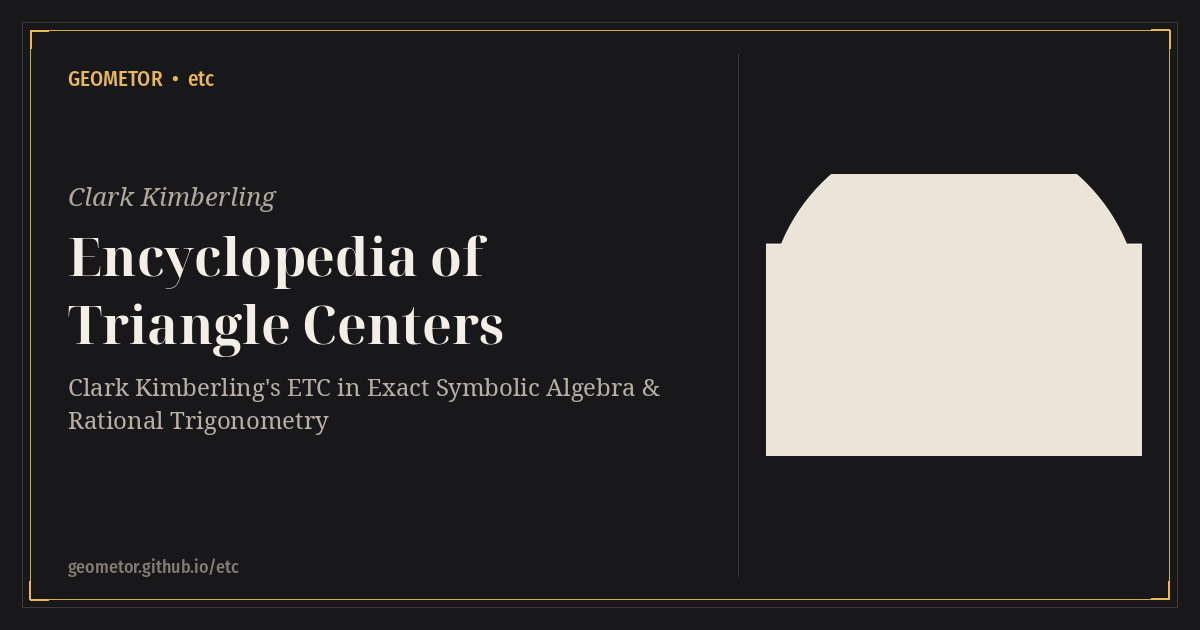 GEOMETOR • etc
Clark Kimberling
Encyclopedia of
Triangle Centers
Clark Kimberling's ETC in Exact Symbolic Algebra &
Rational Trigonometry
geometor.github.io/etc